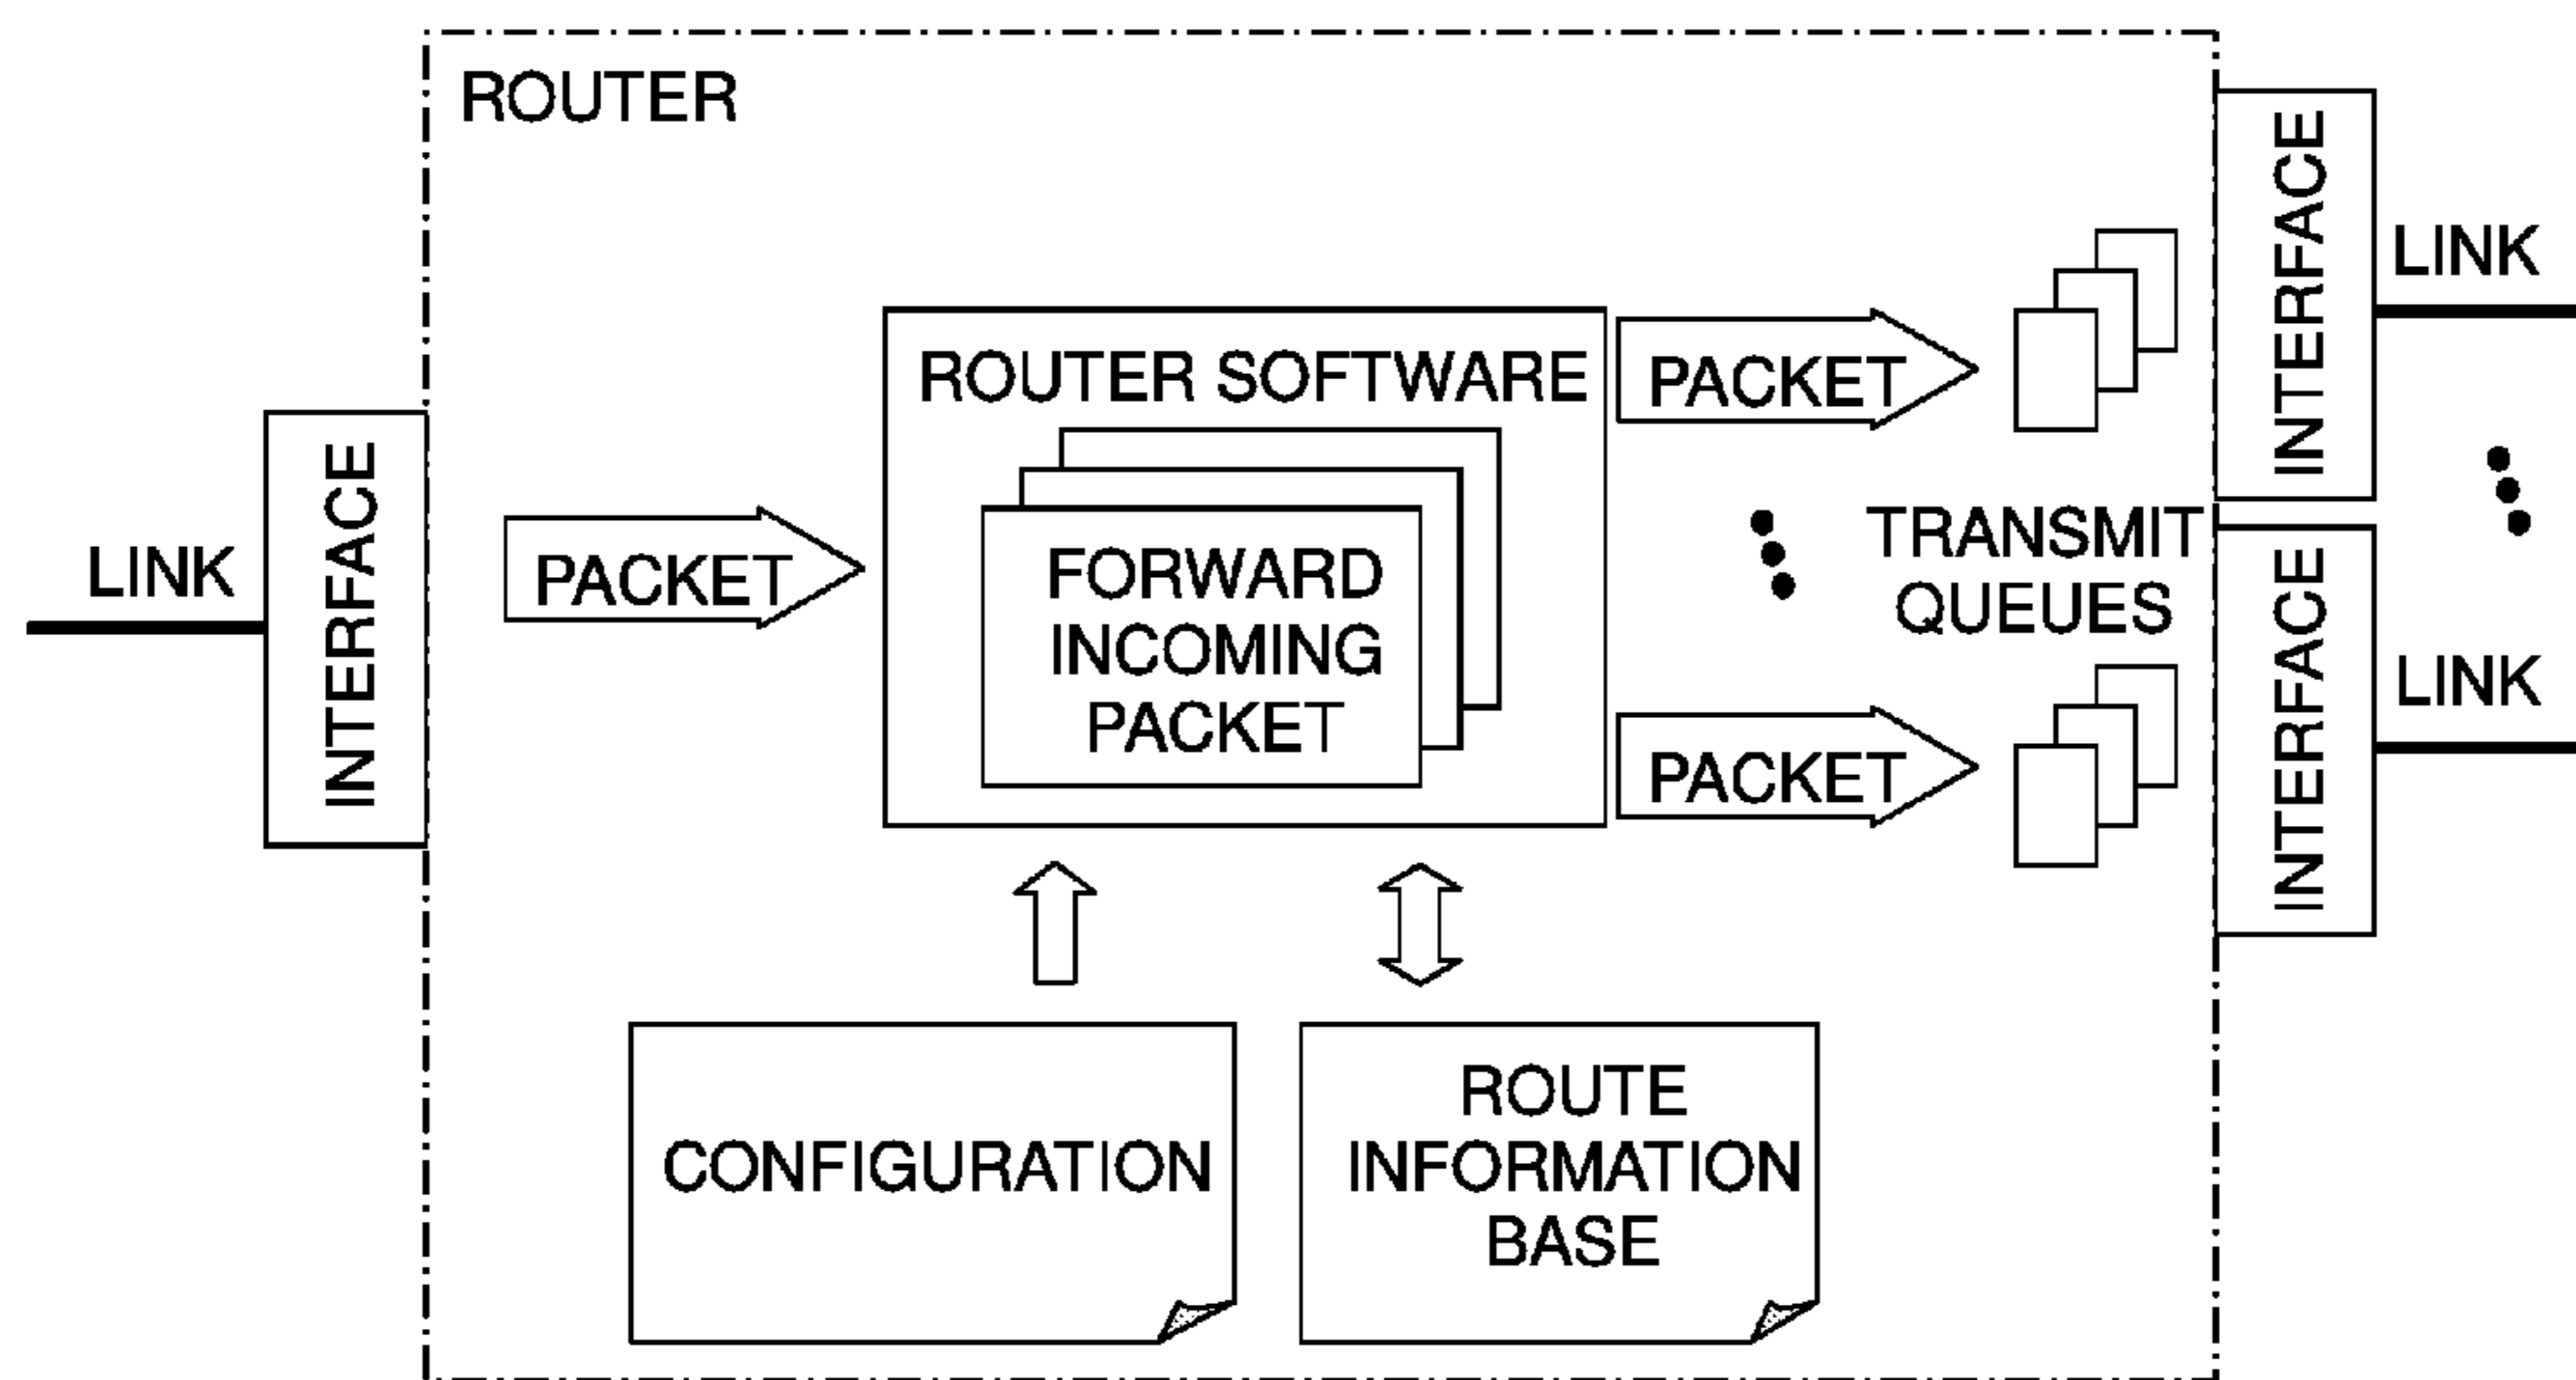 ROUTER
LINK
INTERFACE
PACKET
ROUTER SOFTWARE
FORWARD
INCOMING
PACKET
PACKET
PACKET
TRANSMIT
QUEUES
INTERFACE
LINK
INTERFACE
LINK
CONFIGURATION
ROUTE
INFORMATION
BASE